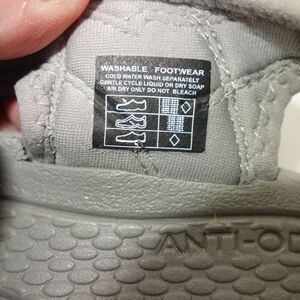 WASHABLE FOOTWEAR
COLD WATER WASH SEPARATELY
GENTLE CYCLE LIQUID OR DRY SOAP
AIR DRY ONLY DO NOT BLEACH
ANTI-OD